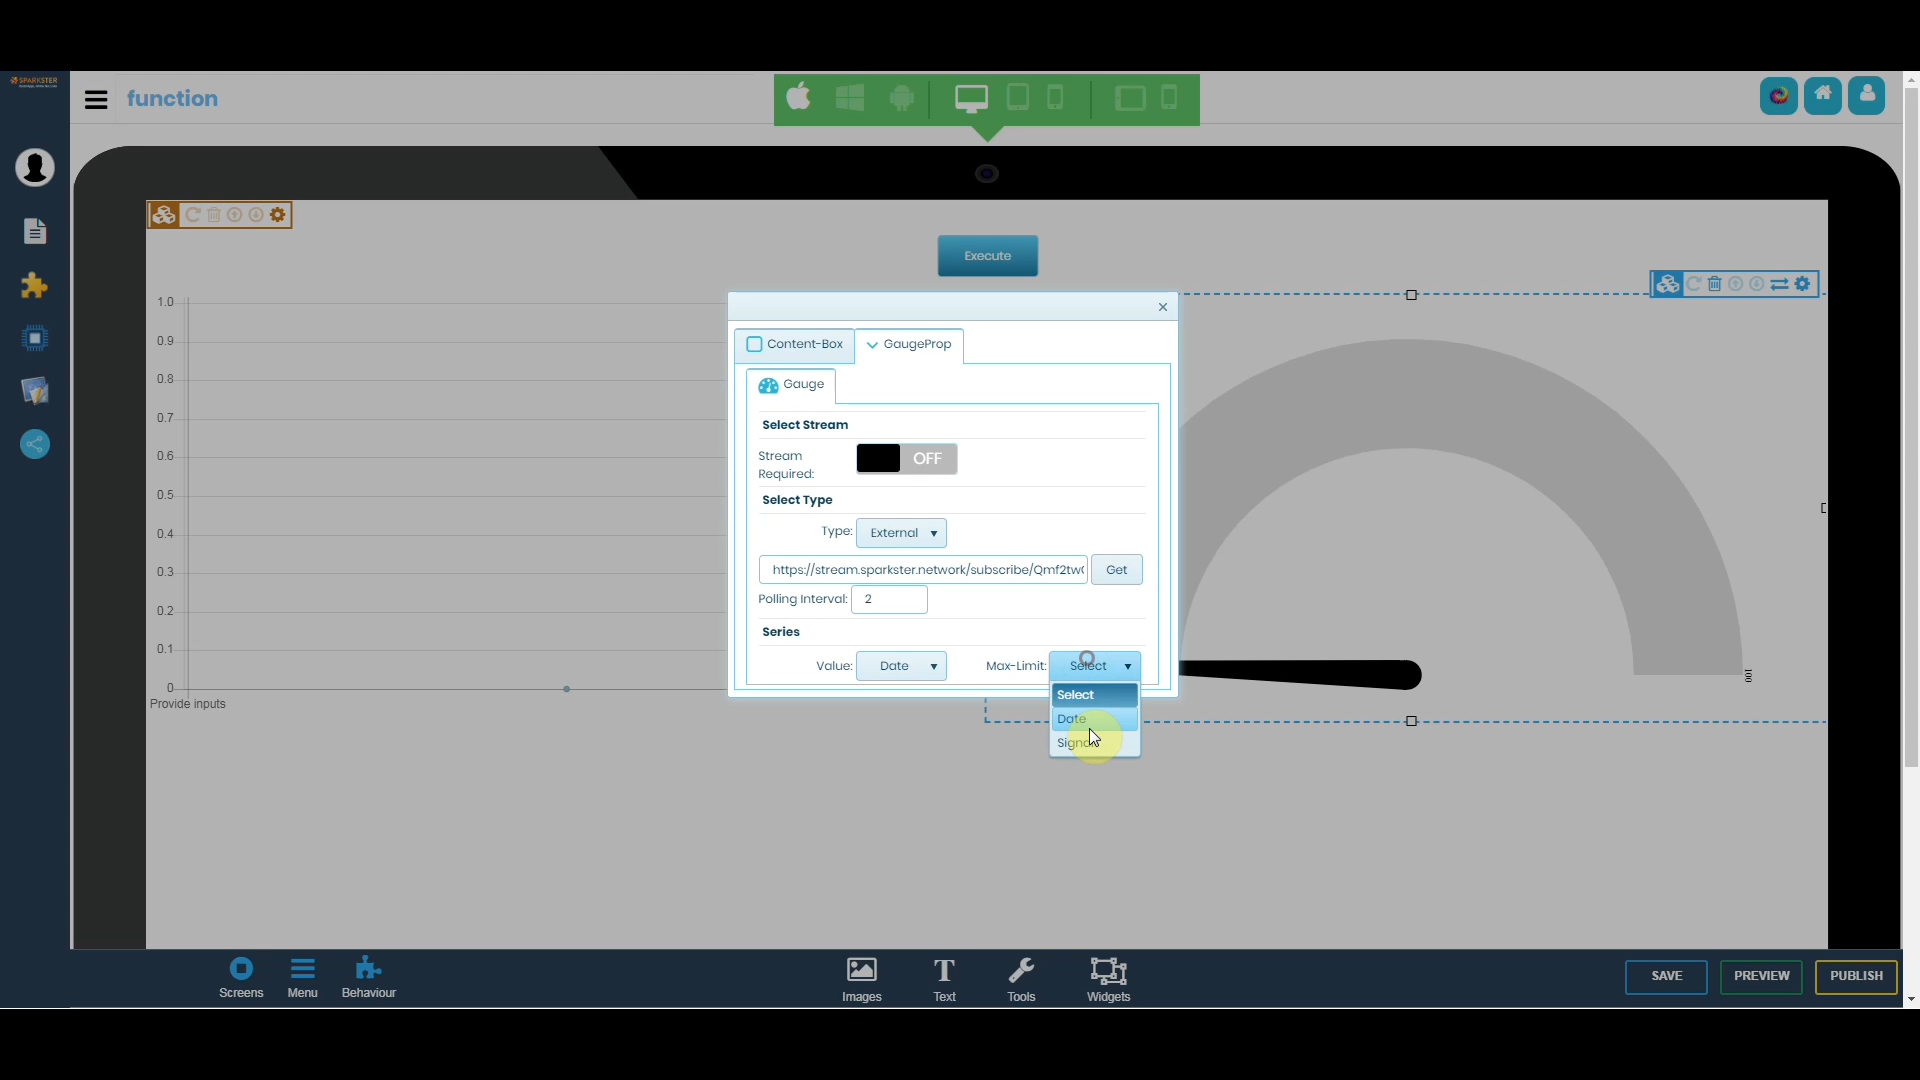 SPARKSTER
function
Execute
1.0
0.9
0.8
0.7
0.6
0.5
0.4
0.3
0.2
0.1
0
Provide inputs
×
Content-Box
GaugeProp
Gauge
Select Stream
Stream
Required:
OFF
Select Type
Type:
External
https://stream.sparkster.network/subscribe/Qmf2tw
Get
Polling Interval:
2
Series
Value:
Date
Max-Limit:
Select
Select
Date
100
Screens
Menu
Behaviour
Images
T
Text
Tools
Widgets
SAVE
PREVIEW
PUBLISH